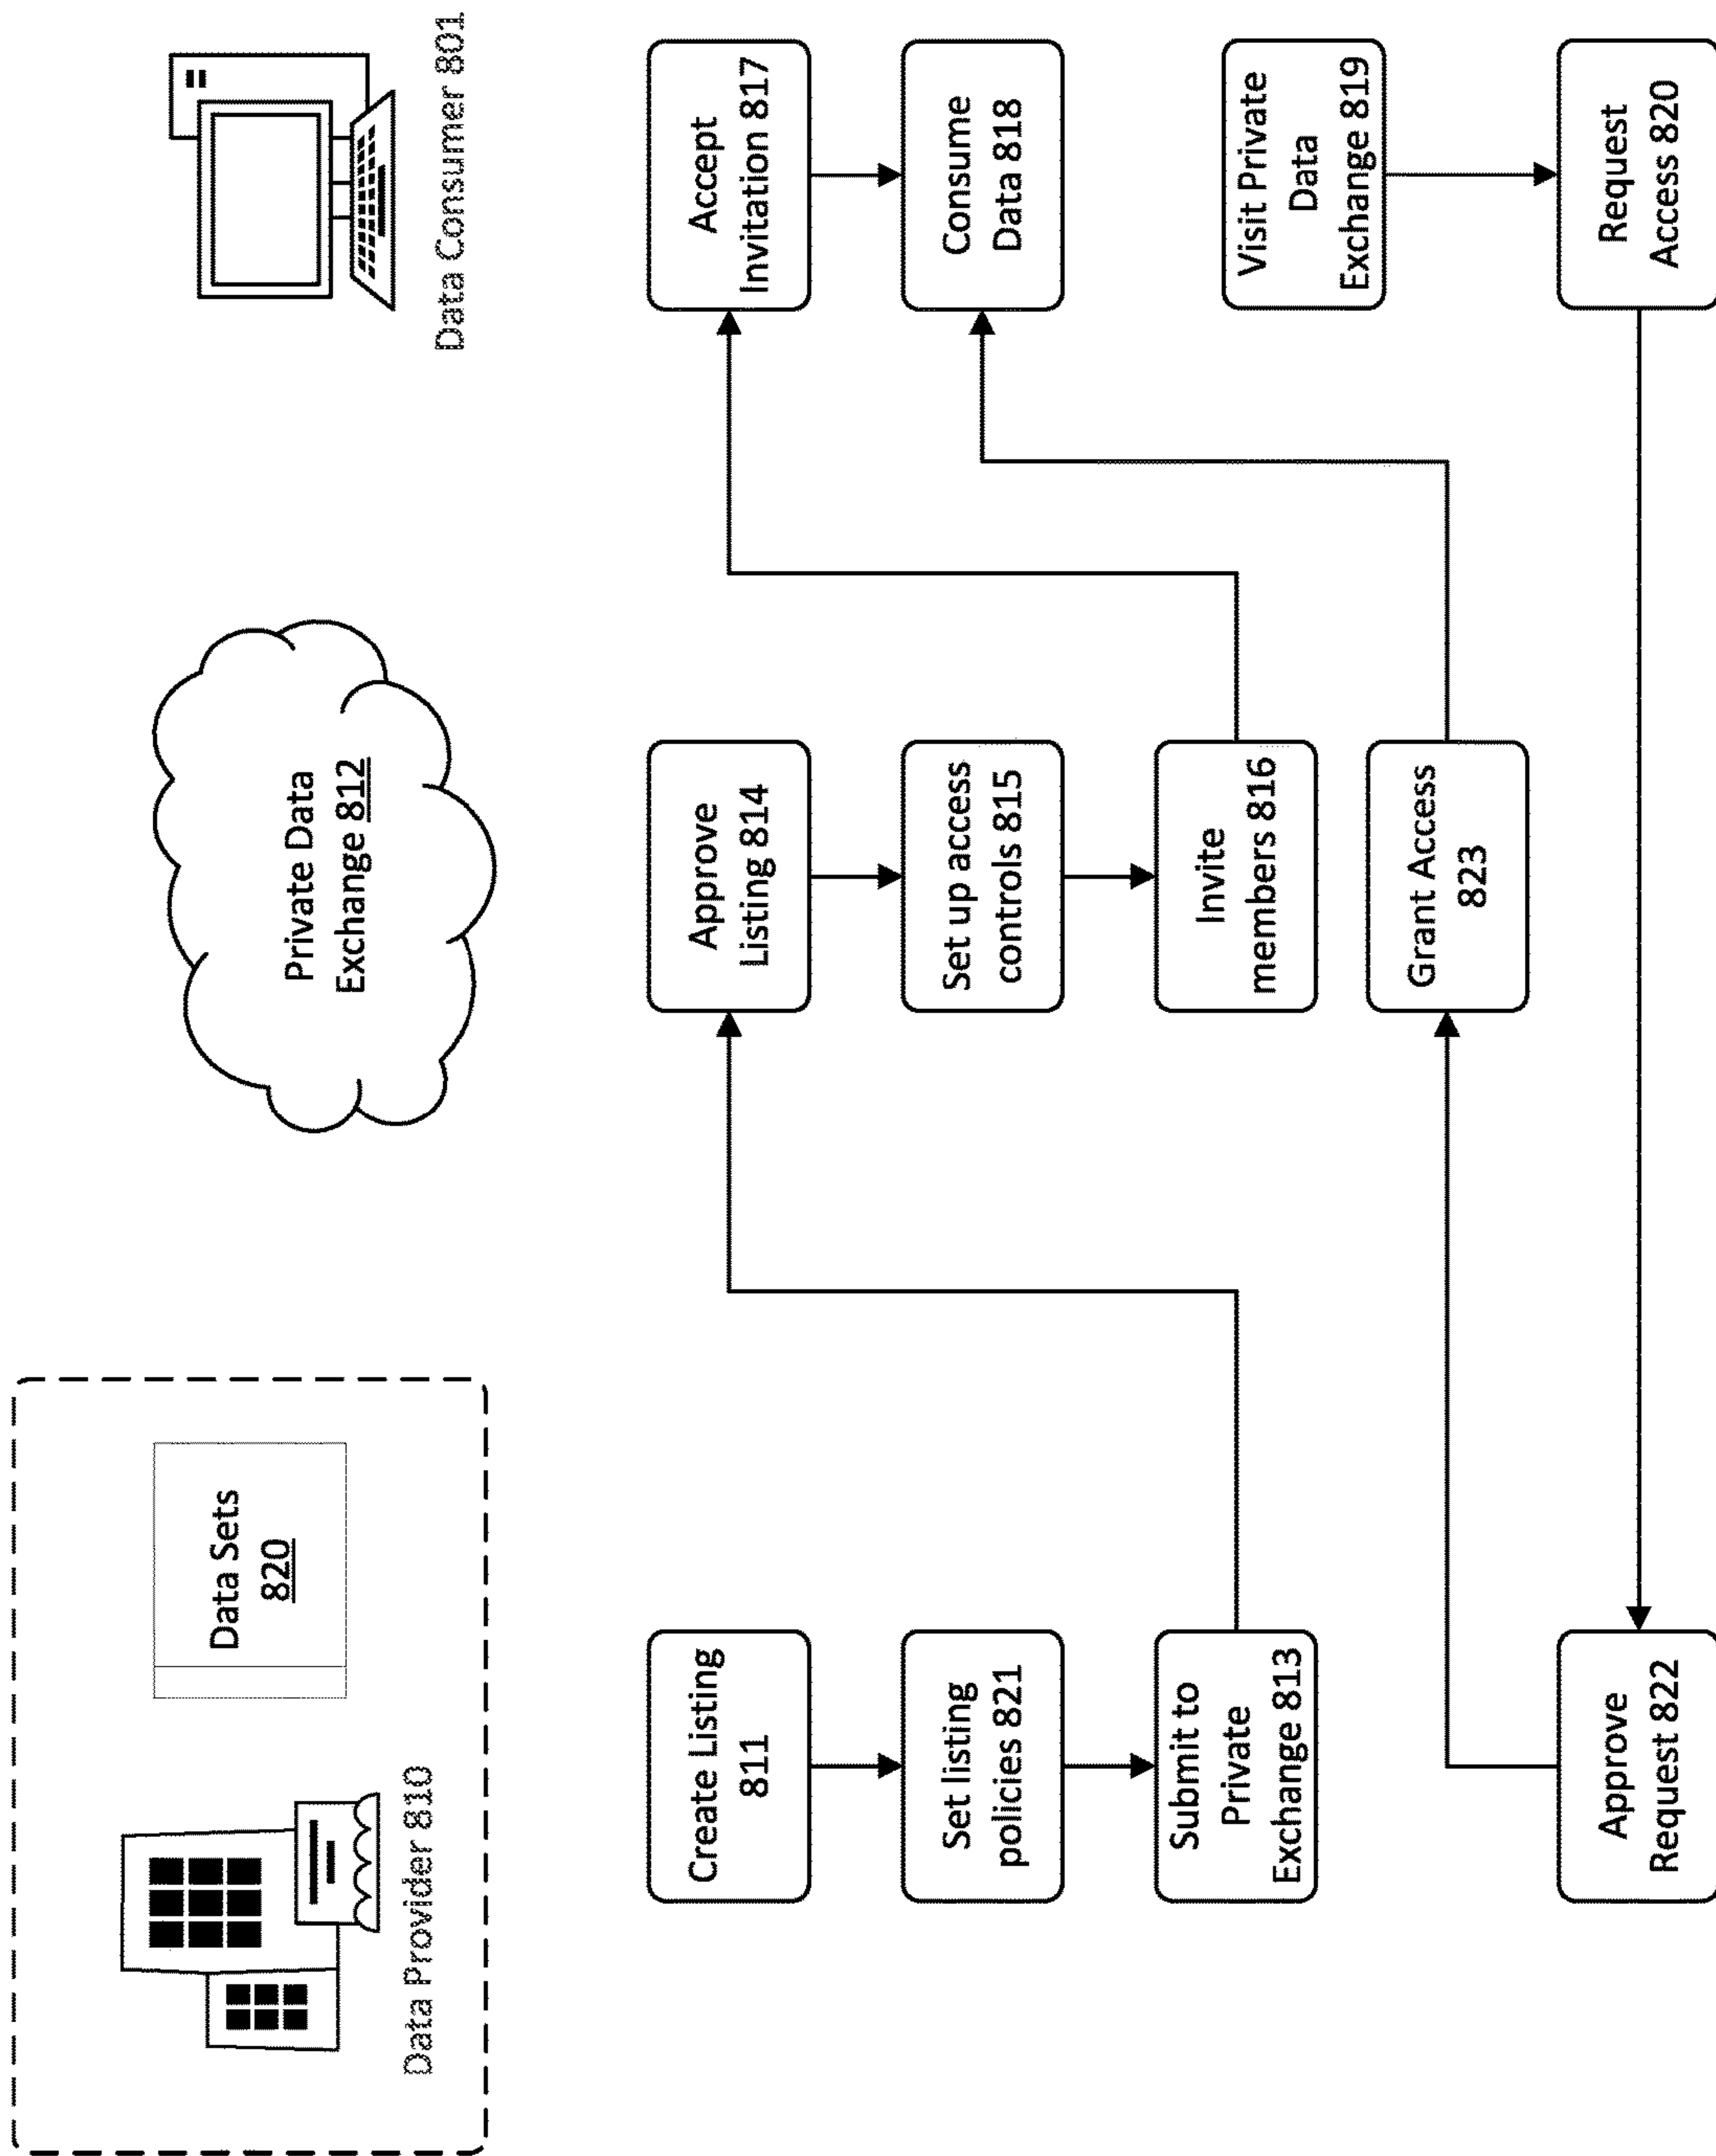 Data Provider 810
Data Sets
820
Private Data
Exchange 812
Data Consumer 801
Create Listing
811
Set listing
policies 821
Submit to
Private
Exchange 813
Approve
Request 822
Approve
Listing 814
Set up access
controls 815
Invite
members 816
Grant Access
823
Accept
Invitation 817
Consume
Data 818
Visit Private
Data
Exchange 819
Request
Access 820